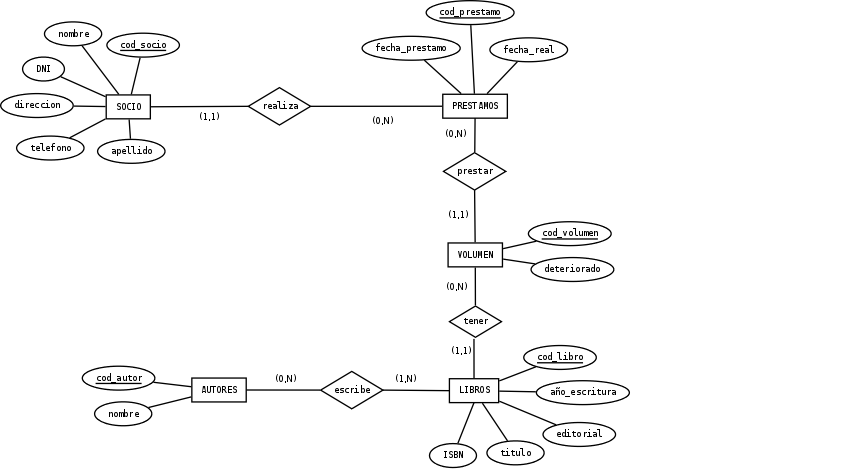 cod_prestamo
nombre
cod_socio
fecha_prestamo
fecha_real
DNI
direccion
SOCIO
realiza
PRESTAMOS
(1,1)
(0,N)
(0,N)
telefono
apellido
prestar
(1,1)
cod_volumen
VOLUMEN
deteriorado
(0,N)
tener
(1,1)
cod_libro
cod_autor
(0,N)
(1,N)
AUTORES
escribe
LIBROS
año_escritura
nombre
editorial
ISBN
titulo